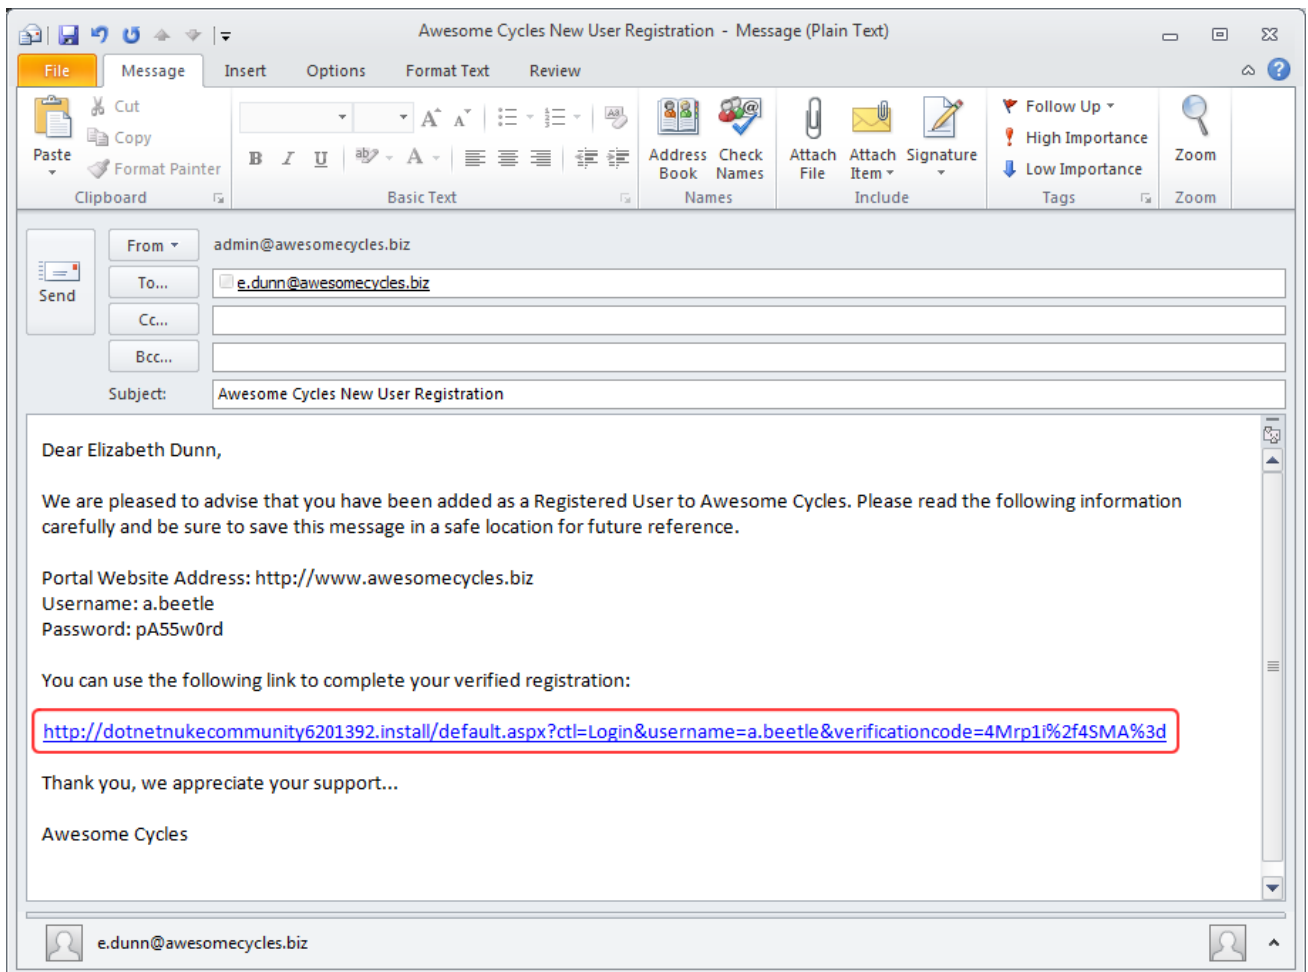 Awesome Cycles New User Registration - Message (Plain Text)
File Message Insert Options Format Text Review
Paste
Cut
Copy
Format Painter
Clipboard
B I U
A A
ab A
Basic Text
Address Book
Check Names
Names
Attach File
Attach Item
Signature
Include
Follow Up
High Importance
Low Importance
Tags
Zoom
Zoom
Send
From admin@awesomecycles.biz
To... e.dunn@awesomecycles.biz
Cc...
Bcc...
Subject: Awesome Cycles New User Registration
Dear Elizabeth Dunn,
We are pleased to advise that you have been added as a Registered User to Awesome Cycles. Please read the following information
carefully and be sure to save this message in a safe location for future reference.
Portal Website Address: http://www.awesomecycles.biz
Username: a.beetle
Password: pA55w0rd
You can use the following link to complete your verified registration:
http://dotnetnukecommunity6201392.install/default.aspx?ctl=Login&username=a.beetle&verificationcode=4Mrp1i%2f4SMA%3d
Thank you, we appreciate your support...
Awesome Cycles
e.dunn@awesomecycles.biz